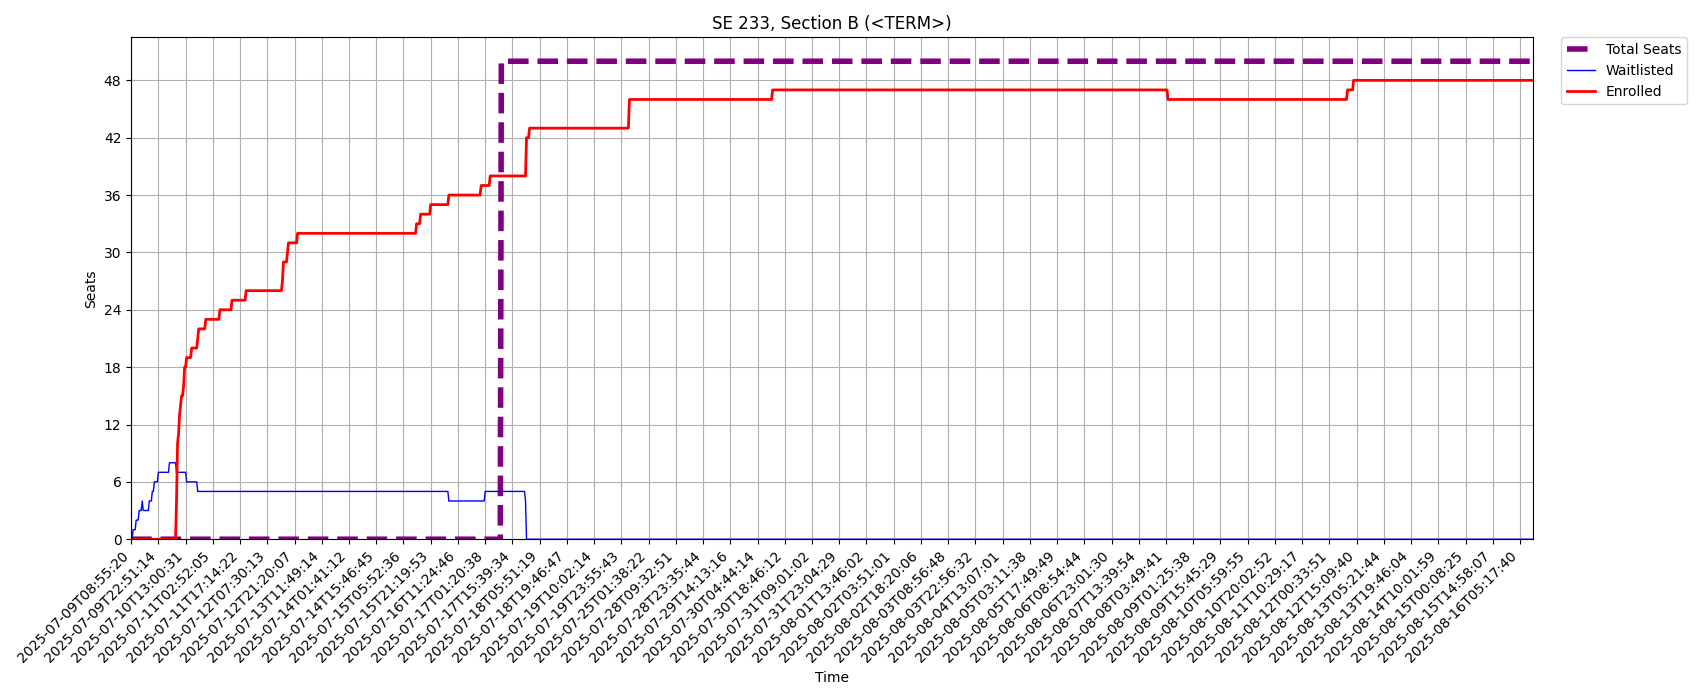 SE 233, Section B (<TERM>)
Total Seats
Waitlisted
Enrolled
Seats
48
42
36
30
24
18
12
6
0
2025-07-09T08:55:20
2025-07-09T22:51:14
2025-07-10T13:00:31
2025-07-11T02:52:05
2025-07-11T17:14:22
2025-07-12T07:30:13
2025-07-12T21:20:07
2025-07-13T11:49:14
2025-07-14T01:41:12
2025-07-14T15:46:45
2025-07-15T05:52:36
2025-07-15T21:19:53
2025-07-16T11:24:46
2025-07-17T01:20:38
2025-07-17T15:39:34
2025-07-18T05:51:19
2025-07-18T19:46:47
2025-07-19T10:02:14
2025-07-19T23:55:43
2025-07-25T01:38:22
2025-07-28T09:32:51
2025-07-28T23:35:44
2025-07-29T14:13:16
2025-07-30T04:44:14
2025-07-30T18:46:12
2025-07-31T09:01:02
2025-07-31T23:04:29
2025-08-01T13:46:02
2025-08-02T03:51:01
2025-08-02T18:20:06
2025-08-03T08:56:48
2025-08-03T22:56:32
2025-08-04T13:07:01
2025-08-05T03:11:38
2025-08-05T17:49:49
2025-08-06T08:54:44
2025-08-06T23:01:30
2025-08-07T13:39:54
2025-08-08T03:49:41
2025-08-09T01:25:38
2025-08-09T15:45:29
2025-08-10T05:59:55
2025-08-10T20:02:52
2025-08-11T10:29:17
2025-08-12T00:33:51
2025-08-12T15:09:40
2025-08-13T05:21:44
2025-08-13T19:46:04
2025-08-14T10:01:59
2025-08-15T00:08:25
2025-08-15T14:58:07
2025-08-16T05:17:40
Time